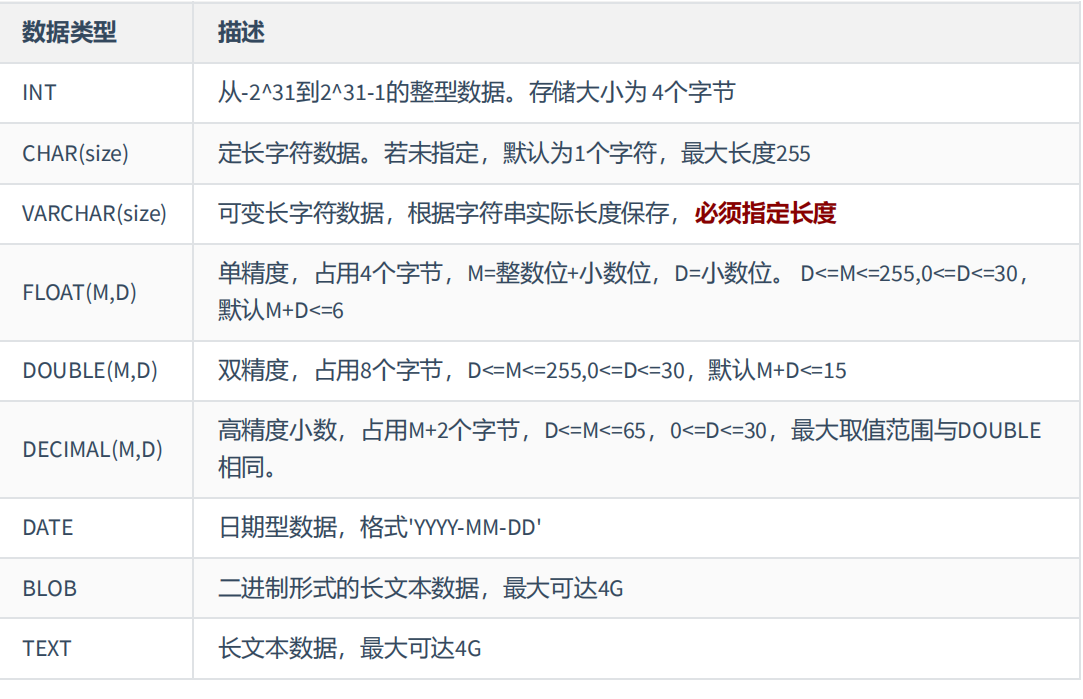 数据类型 描述
INT 从-2^31到2^31-1的整型数据。存储大小为 4个字节
CHAR(size) 定长字符数据。若未指定，默认为1个字符，最大长度255
VARCHAR(size) 可变长字符数据，根据字符串实际长度保存，必须指定长度
FLOAT(M,D) 单精度，占用4个字节，M=整数位+小数位，D=小数位。 D<=M<=255,0<=D<=30，
默认M+D<=6
DOUBLE(M,D) 双精度，占用8个字节，D<=M<=255,0<=D<=30，默认M+D<=15
DECIMAL(M,D) 高精度小数，占用M+2个字节，D<=M<=65，0<=D<=30，最大取值范围与DOUBLE
相同。
DATE 日期型数据，格式'YYYY-MM-DD'
BLOB 二进制形式的长文本数据，最大可达4G
TEXT 长文本数据，最大可达4G